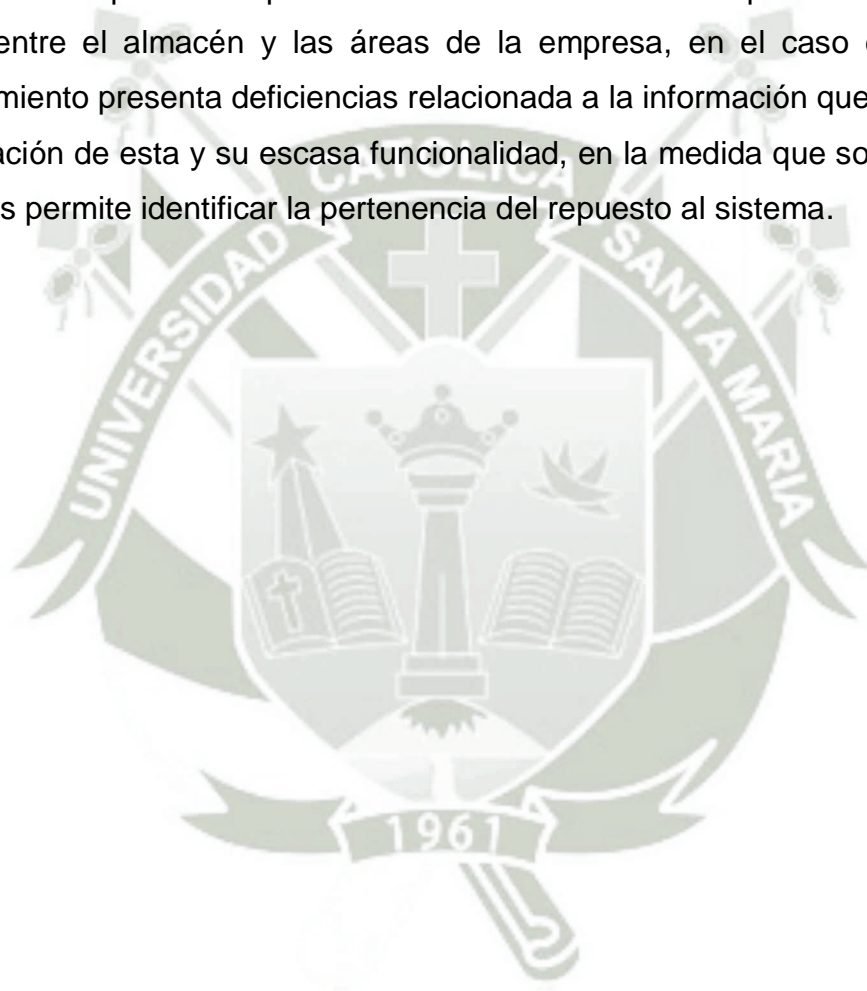 entre el almacén y las áreas de la empresa, en el caso
miento presenta deficiencias relacionada a la información que
ación de esta y su escasa funcionalidad, en la medida que so
s permite identificar la pertenencia del repuesto al sistema.
CATOLICA
UNIVERSIDAD
SANTA MARIA
1961